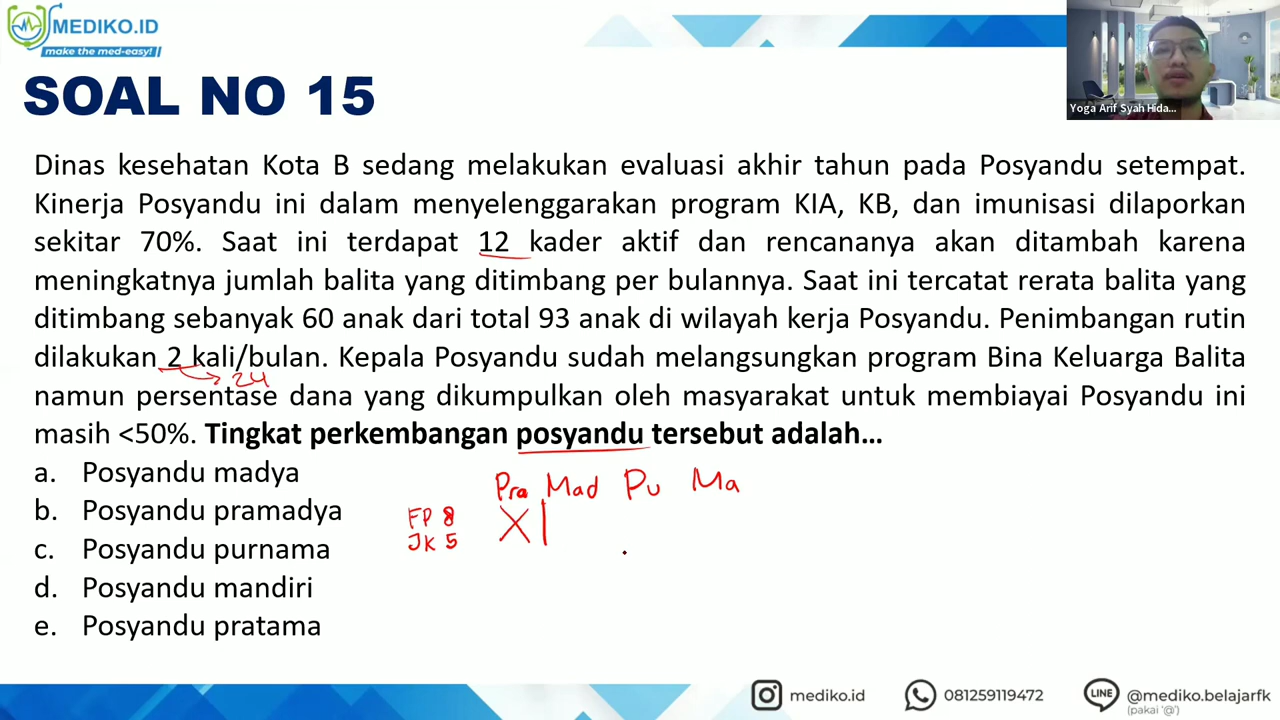 MEDIKO.ID
make the med-easy!
Yoga Arif Syah Hida...
SOAL NO 15
Dinas kesehatan Kota B sedang melakukan evaluasi akhir tahun pada Posyandu setempat.
Kinerja Posyandu ini dalam menyelenggarakan program KIA, KB, dan imunisasi dilaporkan
sekitar 70%. Saat ini terdapat 12 kader aktif dan rencananya akan ditambah karena
meningkatnya jumlah balita yang ditimbang per bulannya. Saat ini tercatat rerata balita yang
ditimbang sebanyak 60 anak dari total 93 anak di wilayah kerja Posyandu. Penimbangan rutin
dilakukan 2 kali/bulan. Kepala Posyandu sudah melangsungkan program Bina Keluarga Balita
24
namun persentase dana yang dikumpulkan oleh masyarakat untuk membiayai Posyandu ini
masih <50%. Tingkat perkembangan posyandu tersebut adalah...
a. Posyandu madya
b. Posyandu pramadya
c. Posyandu purnama
d. Posyandu mandiri
e. Posyandu pratama
Pra Mad Pu Ma
FP 8
JK 5
X
mediko.id
081259119472
LINE
@mediko.belajarfk
(pakai '@')